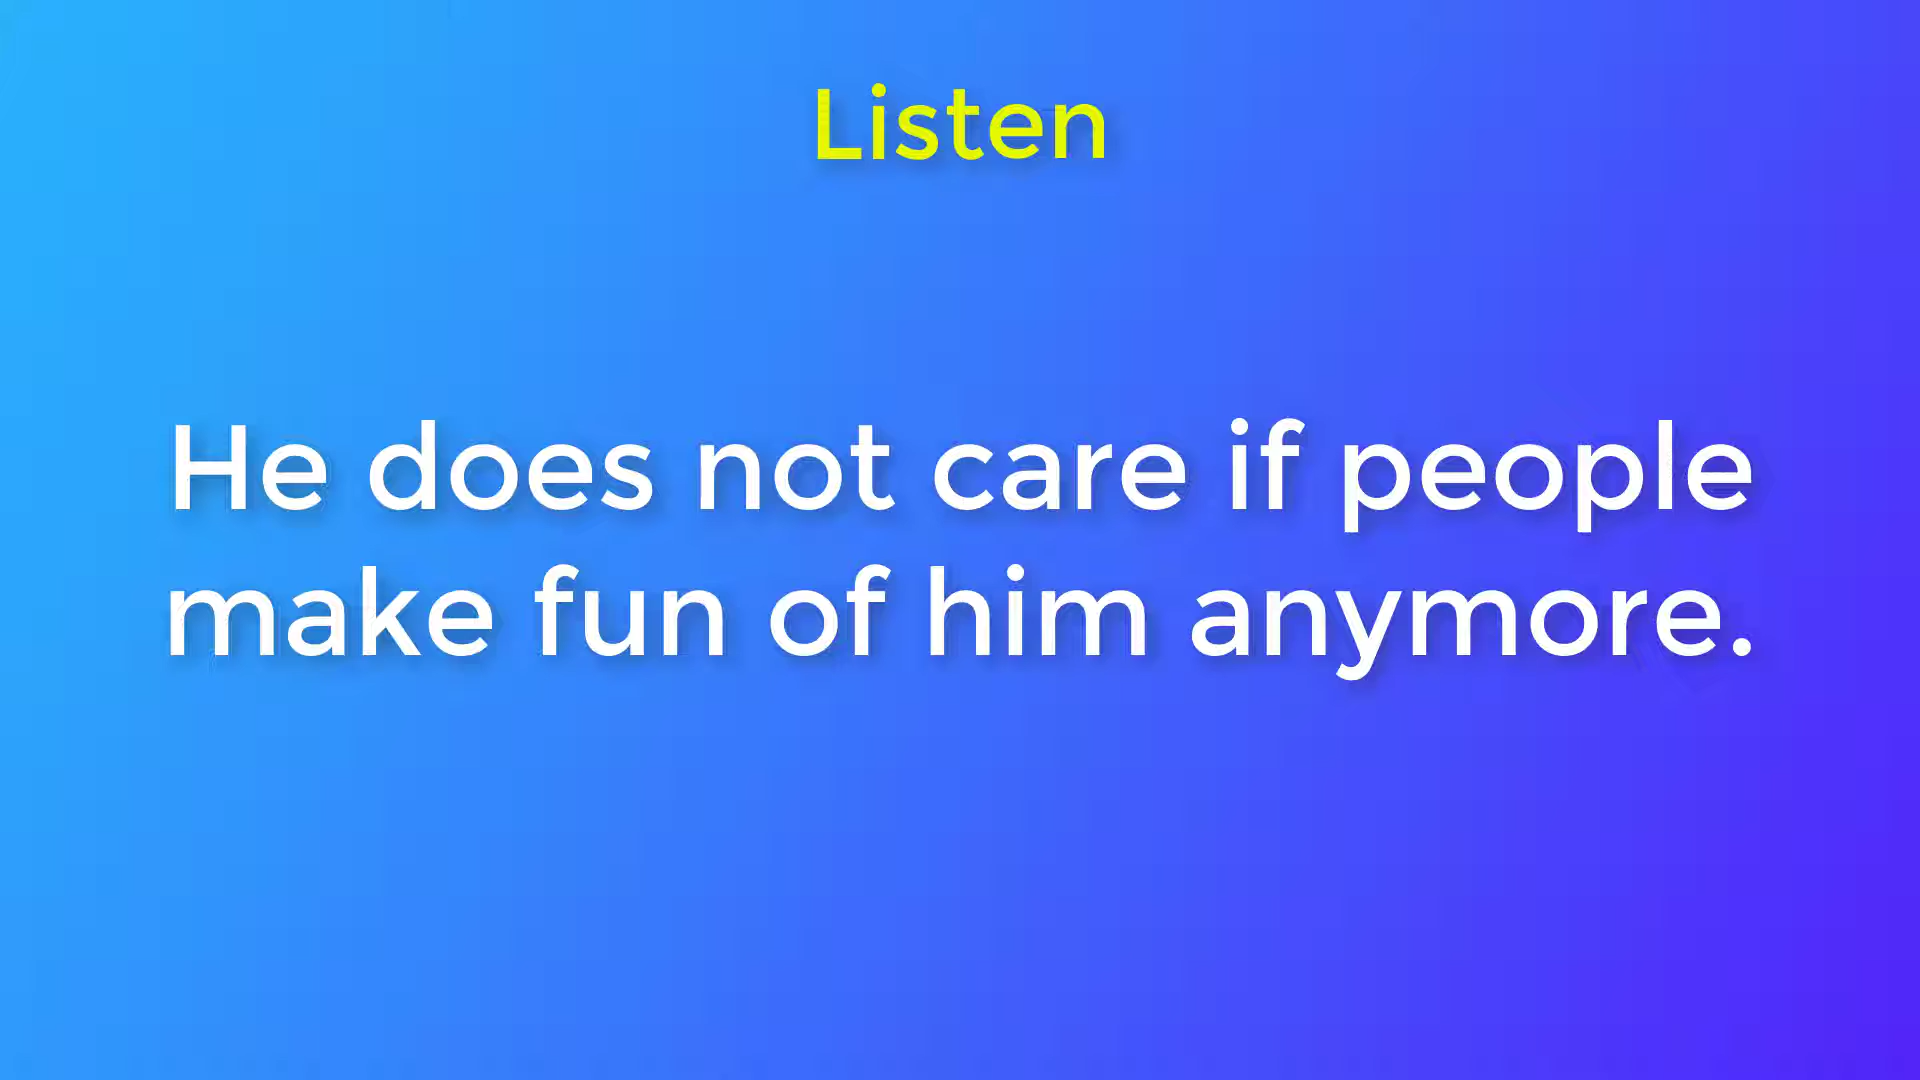 Listen
He does not care if people
make fun of him anymore.